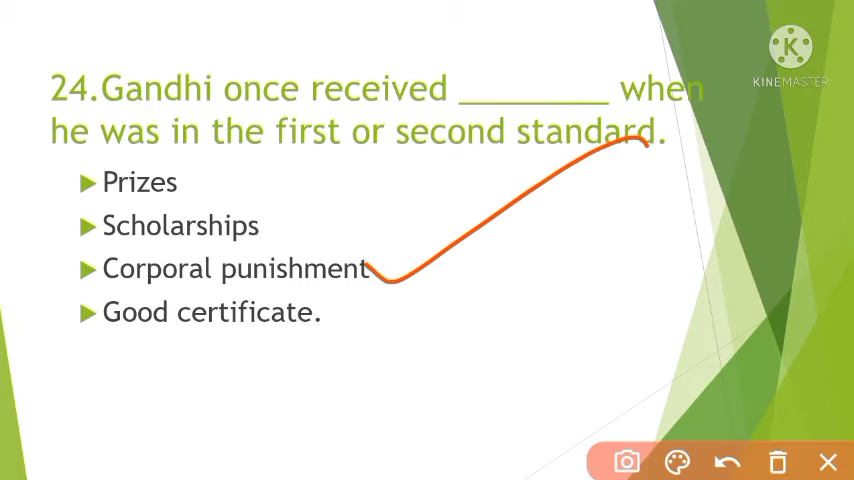 24.Gandhi once received ________ when
he was in the first or second standard.
Prizes
Scholarships
Corporal punishment
Good certificate.
K
KINEMASTER